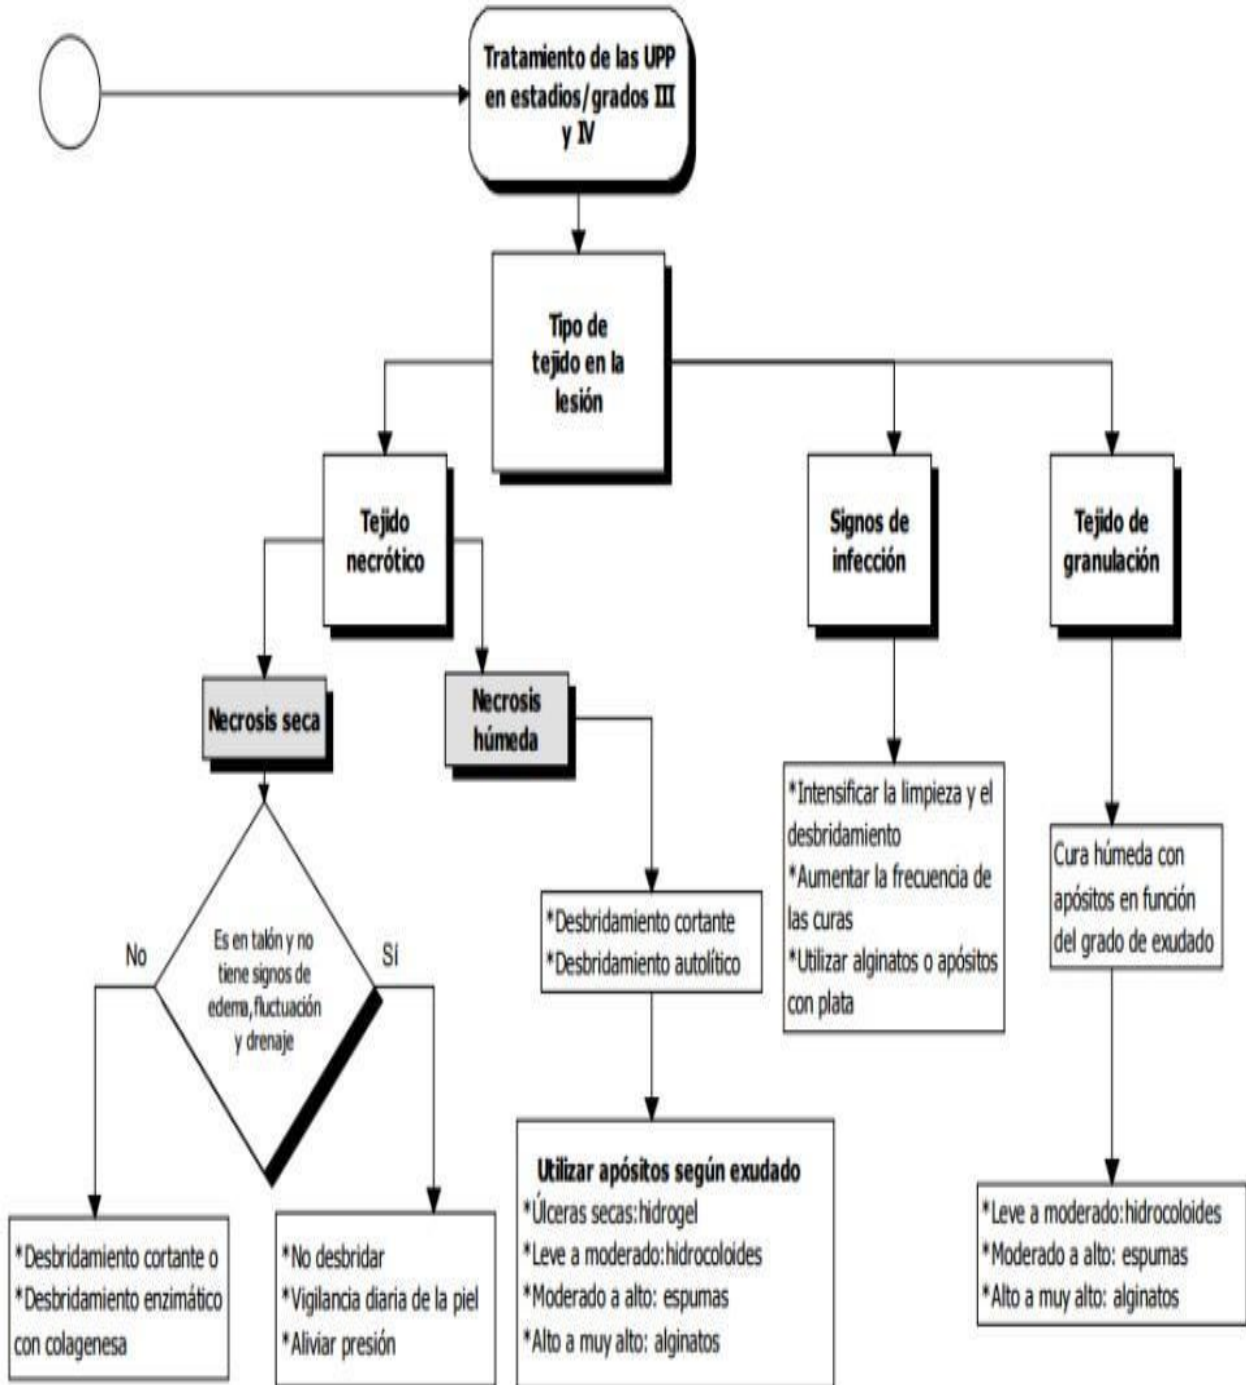 Tratamiento de las UPP
en estadios/grados III
y IV
Tipo de
tejido en la
lesión
Tejido
necrótico
Signos de
infección
Tejido de
granulación
Necrosis seca
Necrosis
húmeda
*Intensificar la limpieza y el
desbridamiento
*Aumentar la frecuencia de
las curas
*Utilizar alginatos o apósitos
con plata
Cura húmeda con
apósitos en función
del grado de exudado
No
Es en talón y no
tiene signos de
edema,fluctuación
y drenaje
Sí
*Desbridamiento cortante
*Desbridamiento autolítico
*Desbridamiento cortante o
*Desbridamiento enzimático
con colagenesa
*No desbridar
*Vigilancia diaria de la piel
*Aliviar presión
Utilizar apósitos según exudado
*Úlceras secas:hidrogel
*Leve a moderado:hidrocoloides
*Moderado a alto: espumas
*Alto a muy alto: alginatos
*Leve a moderado:hidrocoloides
*Moderado a alto: espumas
*Alto a muy alto: alginatos